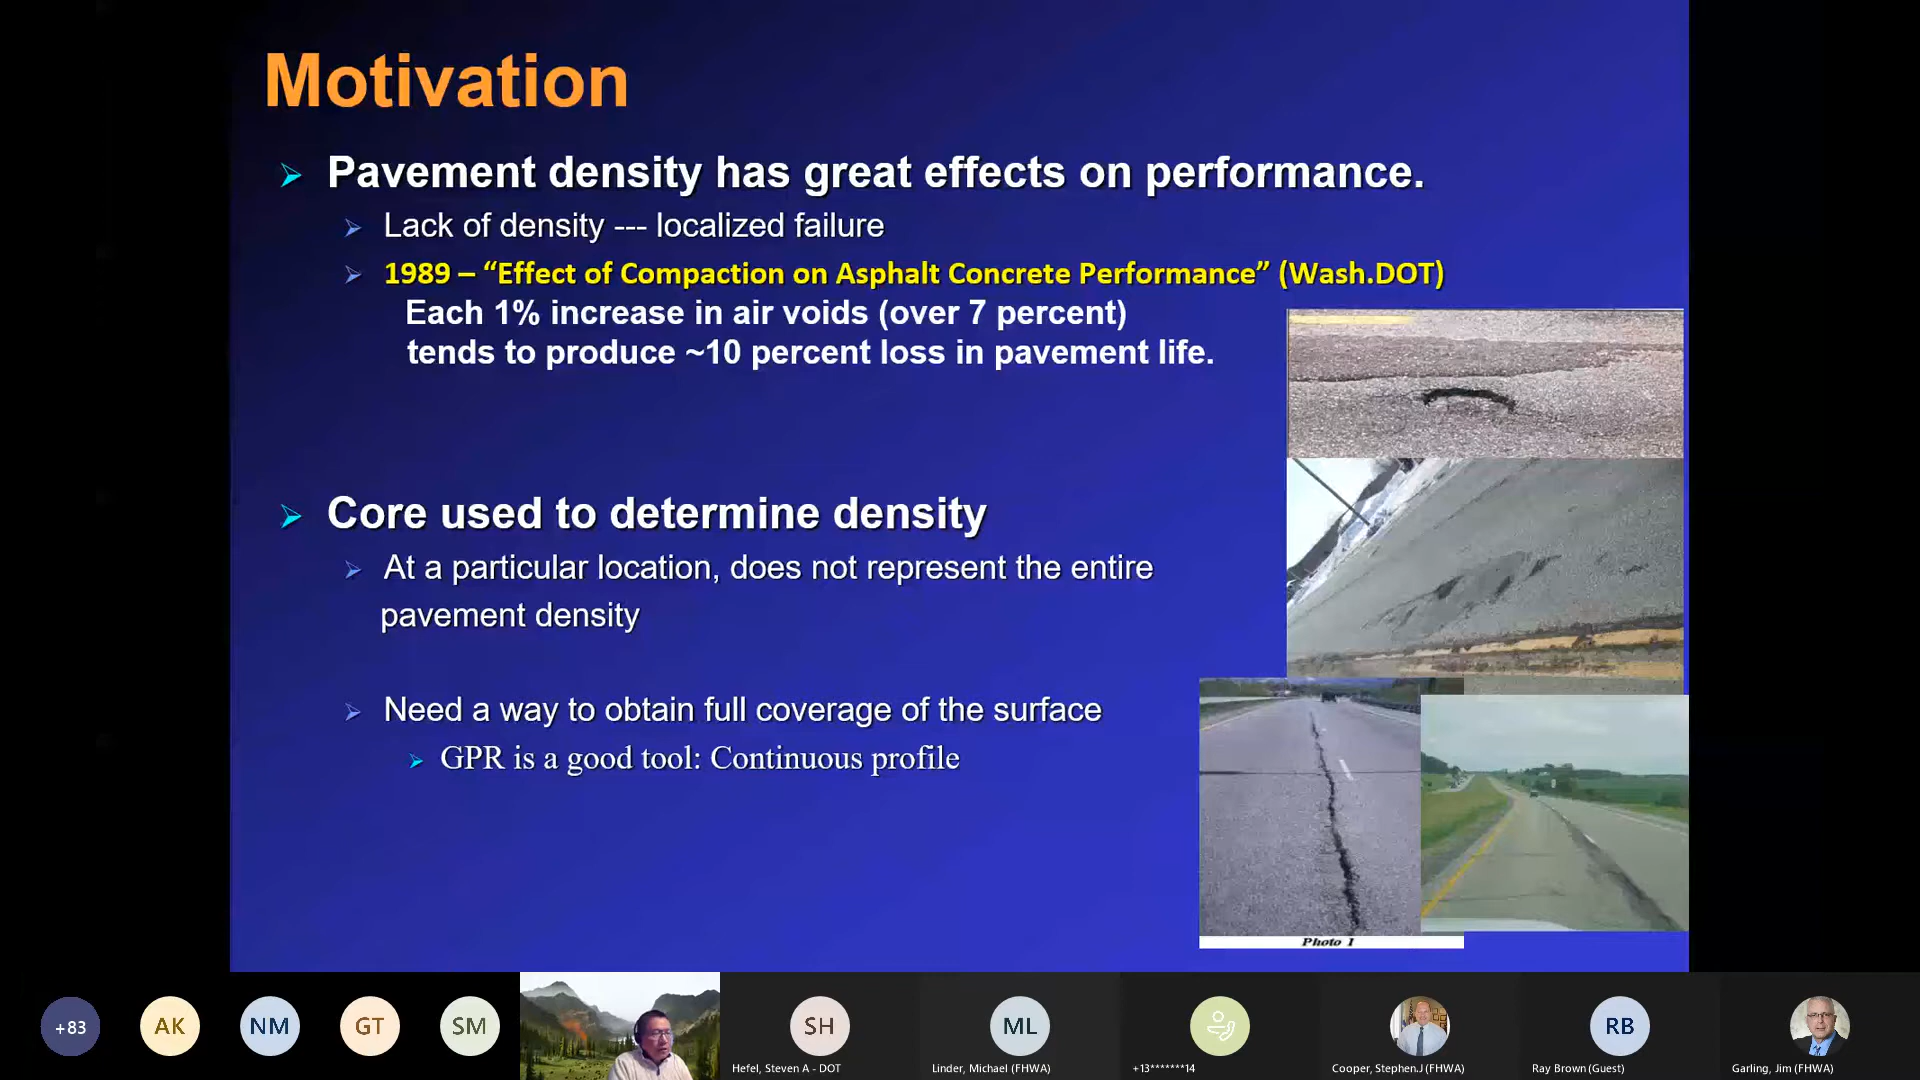 Motivation
Pavement density has great effects on performance.
Lack of density --- localized failure
1989 – “Effect of Compaction on Asphalt Concrete Performance” (Wash.DOT)
Each 1% increase in air voids (over 7 percent)
tends to produce ~10 percent loss in pavement life.
Core used to determine density
At a particular location, does not represent the entire
pavement density
Need a way to obtain full coverage of the surface
GPR is a good tool: Continuous profile
Photo 1
+83
AK
NM
GT
SM
SH
ML
RB
Hefel, Steven A - DOT
Linder, Michael (FHWA)
+13*******14
Cooper, Stephen.J (FHWA)
Ray Brown (Guest)
Garling, Jim (FHWA)